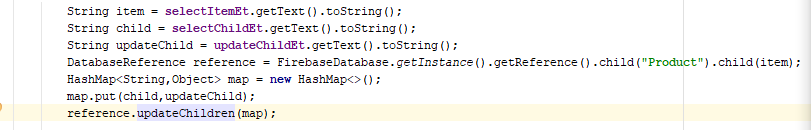 String item = selectItemEt.getText().toString();
String child = selectChildEt.getText().toString();
String updateChild = updateChildEt.getText().toString();
DatabaseReference reference = FirebaseDatabase.getInstance().getReference().child("Product").child(item);
HashMap<String,Object> map = new HashMap<>();
map.put(child,updateChild);
reference.updateChildren(map);